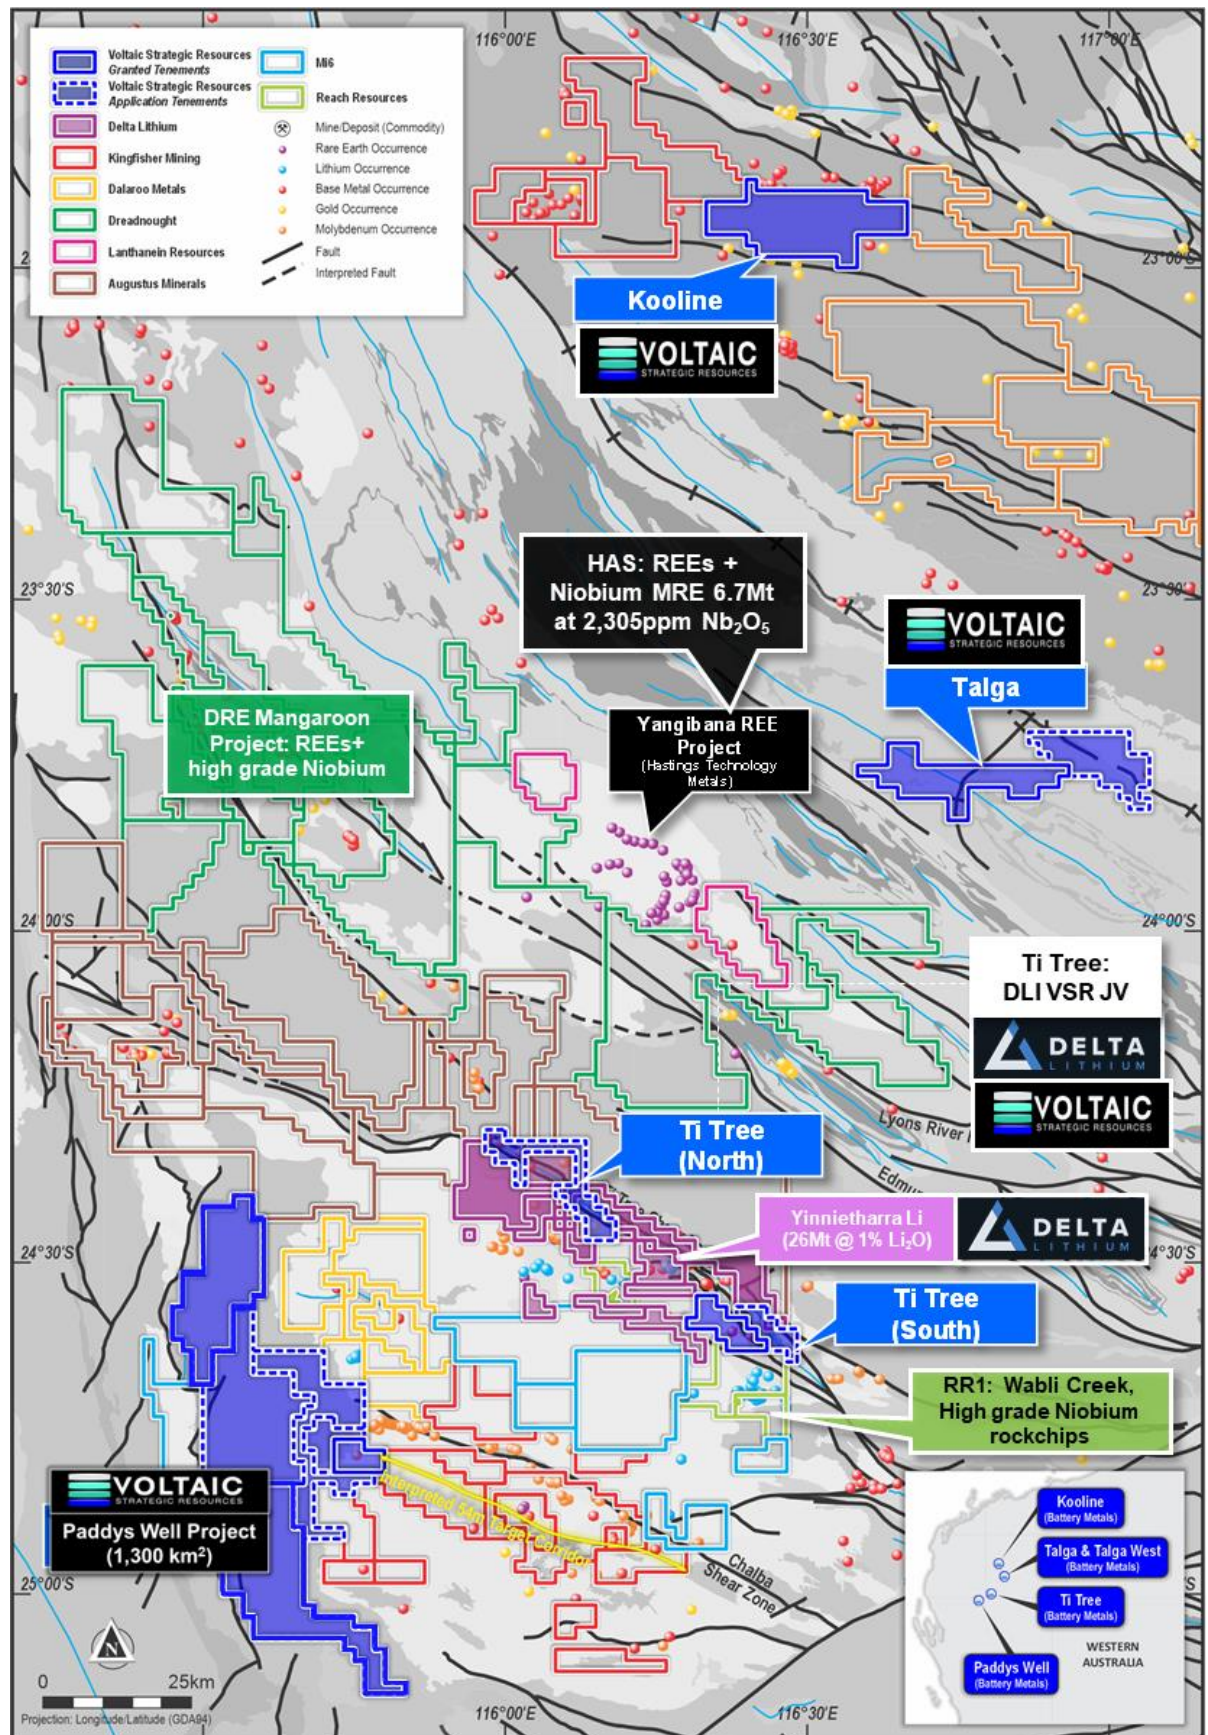 116°00'E
116°30'E
117°00'E
Voltaic Strategic Resources
Granted Tenements
Voltaic Strategic Resources
Application Tenements
Delta Lithium
Kingfisher Mining
Dalaroo Metals
Dreadnought
Lanthanein Resources
Augustus Minerals
Mi6
Reach Resources
Mine/Deposit (Commodity)
Rare Earth Occurrence
Lithium Occurrence
Base Metal Occurrence
Gold Occurrence
Molybdenum Occurrence
Fault
Interpreted Fault
23°00'S
Kooline
VOLTAIC
STRATEGIC RESOURCES
HAS: REEs +
Niobium MRE 6.7Mt
at 2,305ppm Nb₂O₅
23°30'S
23°30'S
VOLTAIC
STRATEGIC RESOURCES
Talga
DRE Mangaroon
Project: REEs+
high grade Niobium
Yangibana REE
Project
(Hastings Technology
Metals)
24°00'S
24°00'S
Ti Tree:
DLI VSR JV
DELTA
LITHIUM
VOLTAIC
STRATEGIC RESOURCES
Lyons River
Ti Tree
(North)
Yinnietharra Li
(26Mt @ 1% Li₂O)
DELTA
LITHIUM
24°30'S
24°30'S
Ti Tree
(South)
RR1: Wabli Creek,
High grade Niobium
rockchips
VOLTAIC
STRATEGIC RESOURCES
Paddys Well Project
(1,300 km²)
Interpreted 54m Target Corridor
Chalba
Shear Zone
25°00'S
Kooline
(Battery Metals)
Talga & Talga West
(Battery Metals)
Ti Tree
(Battery Metals)
WESTERN
AUSTRALIA
Paddys Well
(Battery Metals)
N
0 25km
Projection: Longitude/Latitude (GDA94)
116°00'E
116°30'E